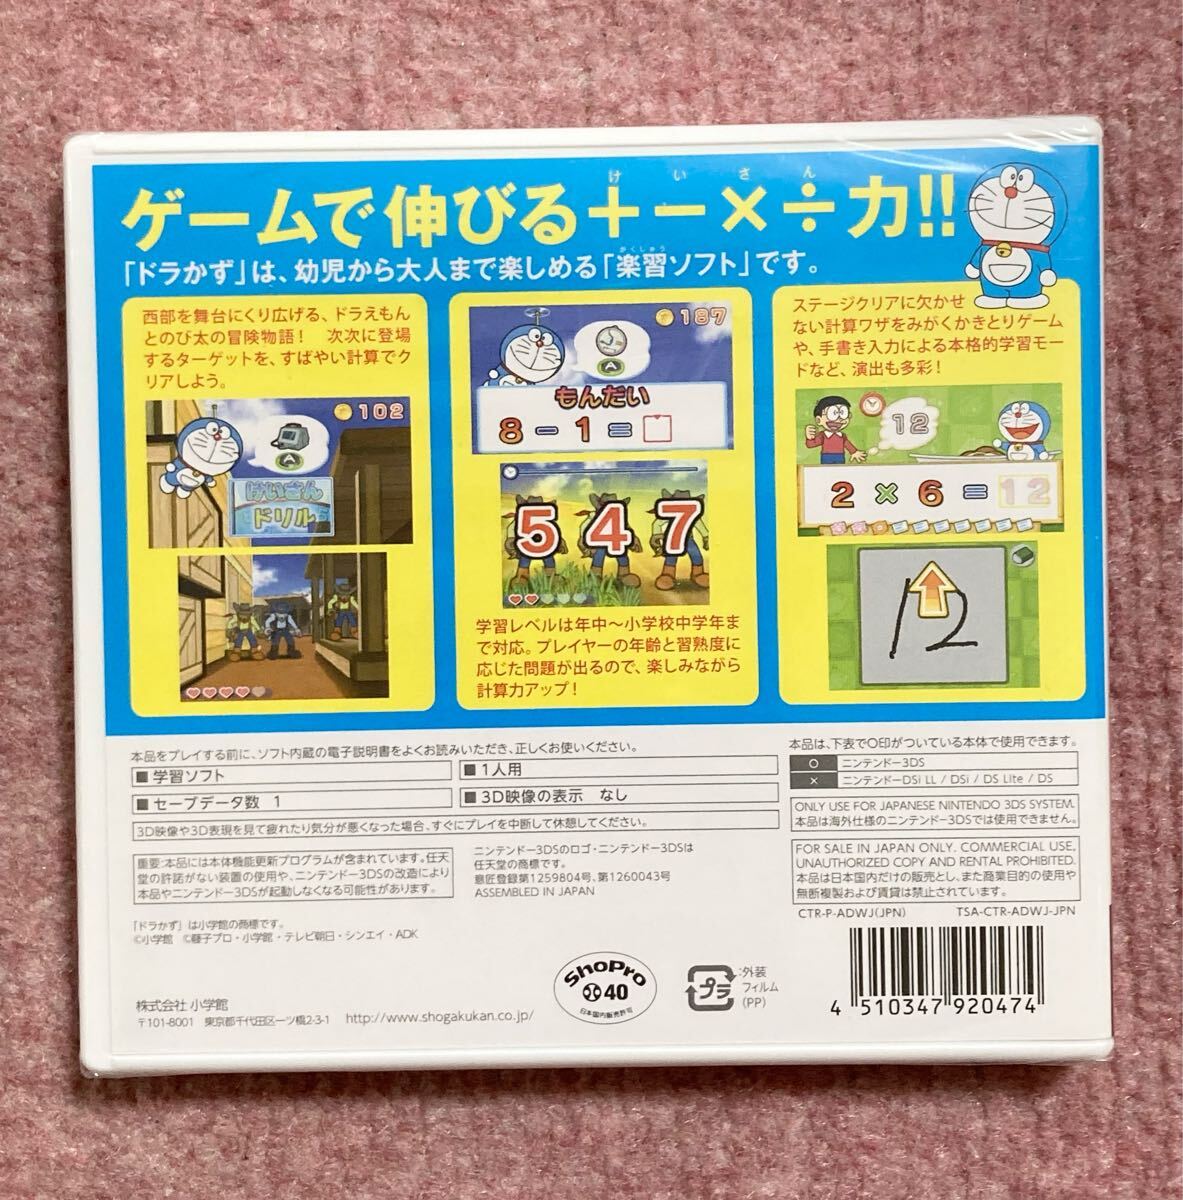 けいさん
ゲームで伸びる＋－×÷力!!
がくしゅう
「ドラかず」は、幼児から大人まで楽しめる「楽習ソフト」です。
西部を舞台にくり広げる、ドラえもん
とのび太の冒険物語！ 次次に登場
するターゲットを、すばやい計算でク
リアしよう。
102
A
けいさん
ドリル
187
A
もんだい
8－1＝
5 4 7
学習レベルは年中～小学校中学年ま
で対応。プレイヤーの年齢と習熟度に
応じた問題が出るので、楽しみながら
計算力アップ！
ステージクリアに欠かせ
ない計算ワザをみがくかきとりゲーム
や、手書き入力による本格的学習モー
ドなど、演出も多彩！
12
2×6＝12
12
本品をプレイする前に、ソフト内蔵の電子説明書をよくお読みいただき、正しくお使いください。
■学習ソフト
■1人用
■セーブデータ数 1
■3D映像の表示 なし
3D映像や3D表現を見て疲れたり気分が悪くなった場合、すぐにプレイを中断して休憩してください。
重要:本品には本体機能更新プログラムが含まれています。任天
堂の許諾がない装置の使用や、ニンテンドー3DSの改造により
本品やニンテンドー3DSが起動しなくなる可能性があります。
ニンテンドー3DSのロゴ・ニンテンドー3DSは
任天堂の商標です。
意匠登録第1259804号、第1260043号
ASSEMBLED IN JAPAN
「ドラかず」は小学館の商標です。
©小学館 ©藤子プロ・小学館・テレビ朝日・シンエイ・ADK
本品は、下表で○印がついている本体で使用できます。
○ ニンテンドー3DS
× ニンテンドーDSi LL / DSi / DS Lite / DS
ONLY USE FOR JAPANESE NINTENDO 3DS SYSTEM.
本品は海外仕様のニンテンドー3DSでは使用できません。
FOR SALE IN JAPAN ONLY. COMMERCIAL USE,
UNAUTHORIZED COPY AND RENTAL PROHIBITED.
本品は日本国内だけの販売とし、また商業目的の使用や
無断複製および賃貸は禁止されています。
CTR-P-ADWJ(JPN) TSA-CTR-ADWJ-JPN
株式会社 小学館
〒101-8001 東京都千代田区一ツ橋2-3-1 http://www.shogakukan.co.jp/
ShoPro
40
日本国内販売許可
プラ
:外装
フィルム
(PP)
4 510347 920474